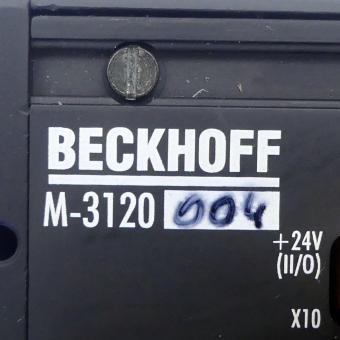 BECKHOFF
M-3120 004
+24V
(II/O)
X10